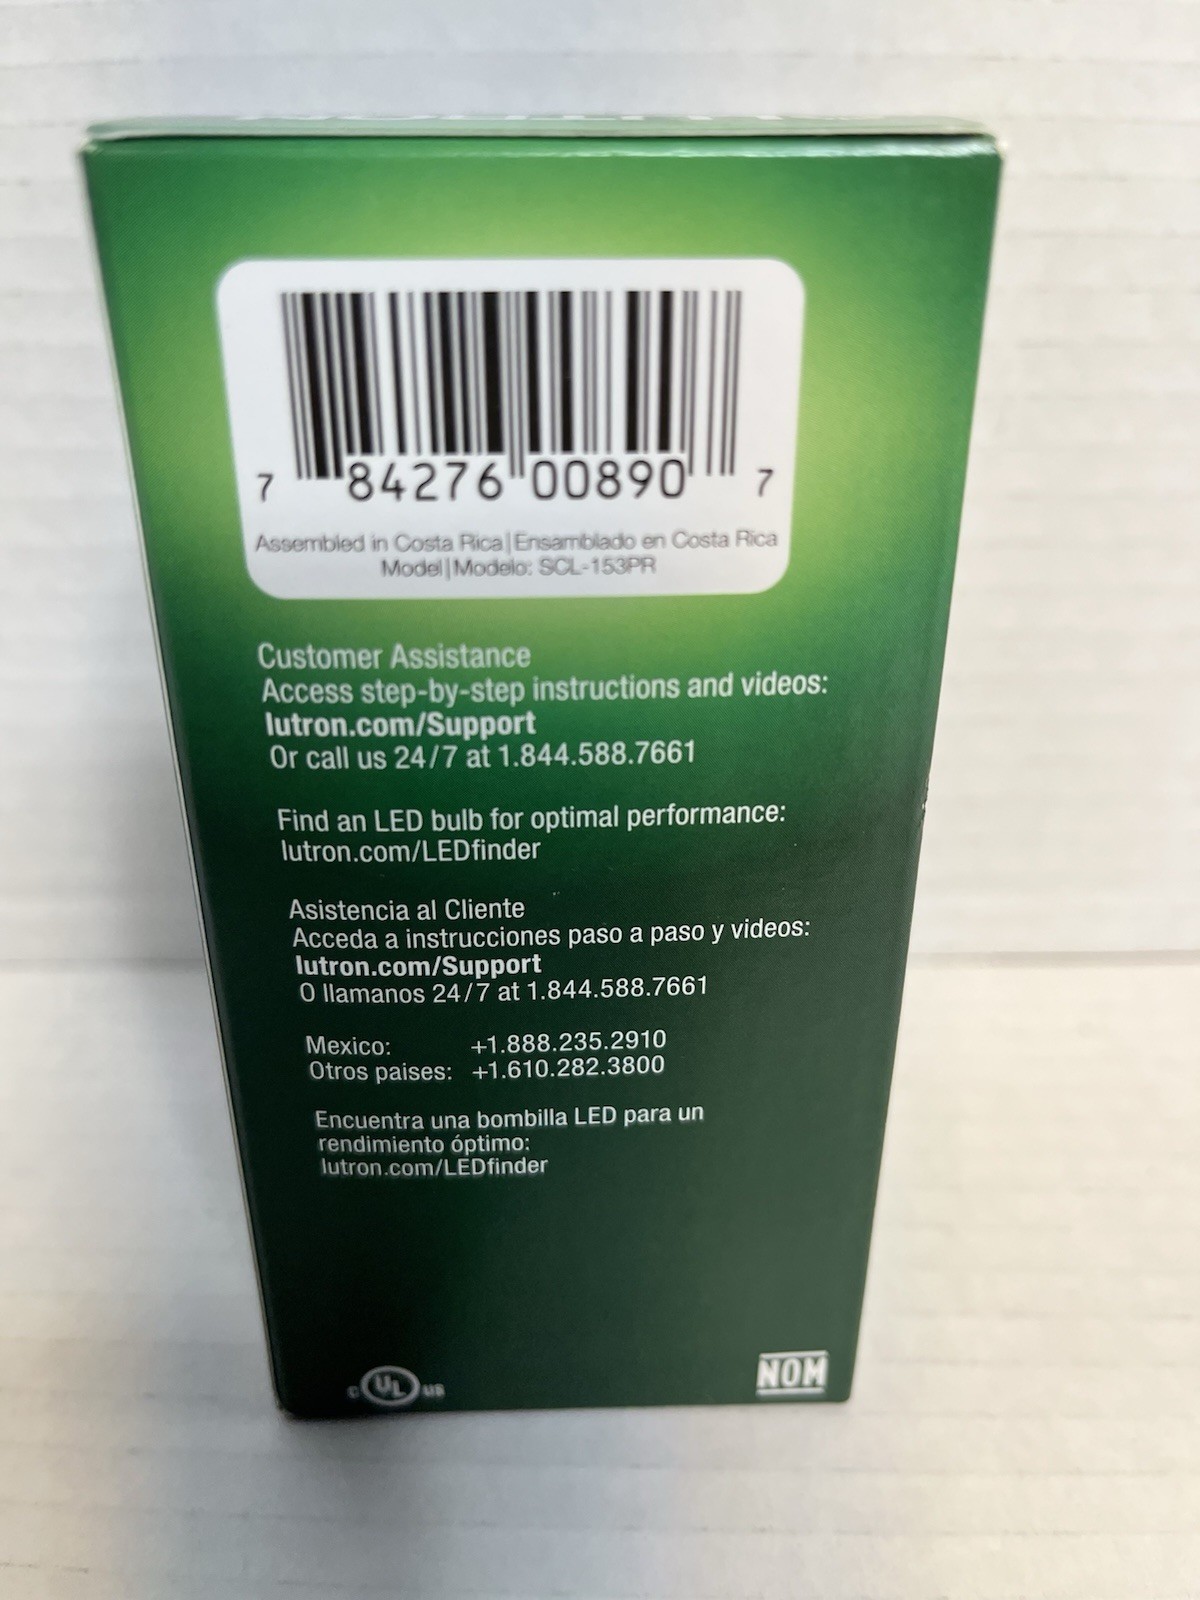 7 84276 00890 7
Assembled in Costa Rica|Ensamblado en Costa Rica
Model|Modelo: SCL-153PR
Customer Assistance
Access step-by-step instructions and videos:
lutron.com/Support
Or call us 24/7 at 1.844.588.7661
Find an LED bulb for optimal performance:
lutron.com/LEDfinder
Asistencia al Cliente
Acceda a instrucciones paso a paso y videos:
lutron.com/Support
O llamanos 24/7 at 1.844.588.7661
Mexico: +1.888.235.2910
Otros paises: +1.610.282.3800
Encuentra una bombilla LED para un
rendimiento óptimo:
lutron.com/LEDfinder
c UL us
NOM